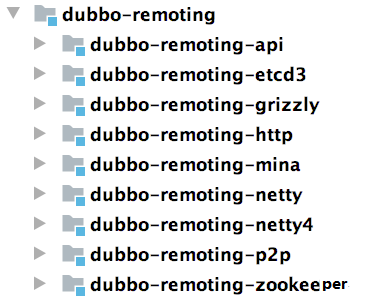 dubbo-remoting
dubbo-remoting-api
dubbo-remoting-etcd3
dubbo-remoting-grizzly
dubbo-remoting-http
dubbo-remoting-mina
dubbo-remoting-netty
dubbo-remoting-netty4
dubbo-remoting-p2p
dubbo-remoting-zookeeper